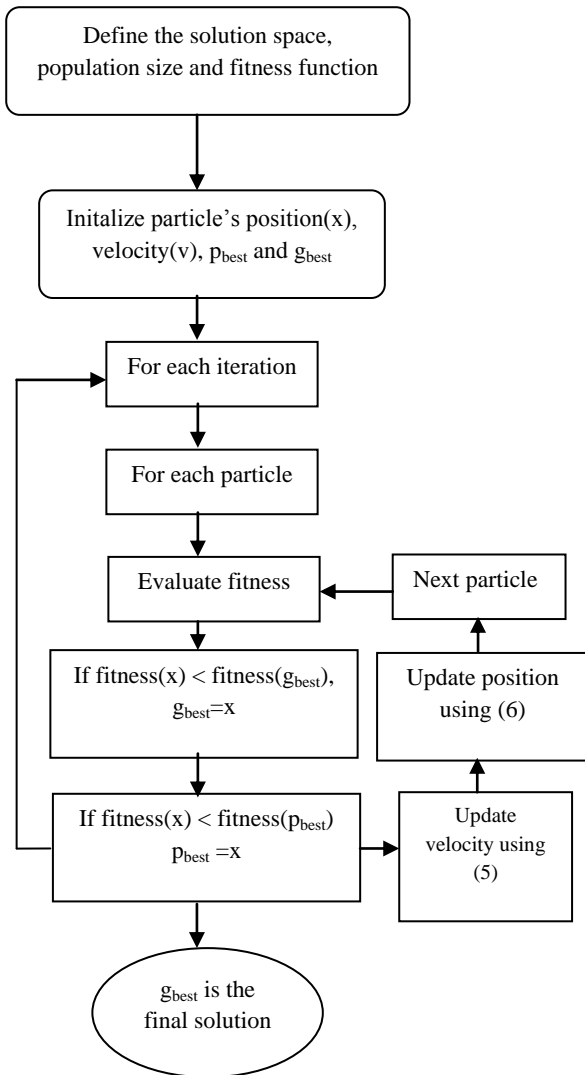 Define the solution space,
population size and fitness function
Initalize particle’s position(x),
velocity(v), pbest and gbest
For each iteration
For each particle
Evaluate fitness
Next particle
If fitness(x) < fitness(gbest),
gbest=x
Update position
using (6)
If fitness(x) < fitness(pbest)
pbest =x
Update
velocity using
(5)
gbest is the
final solution